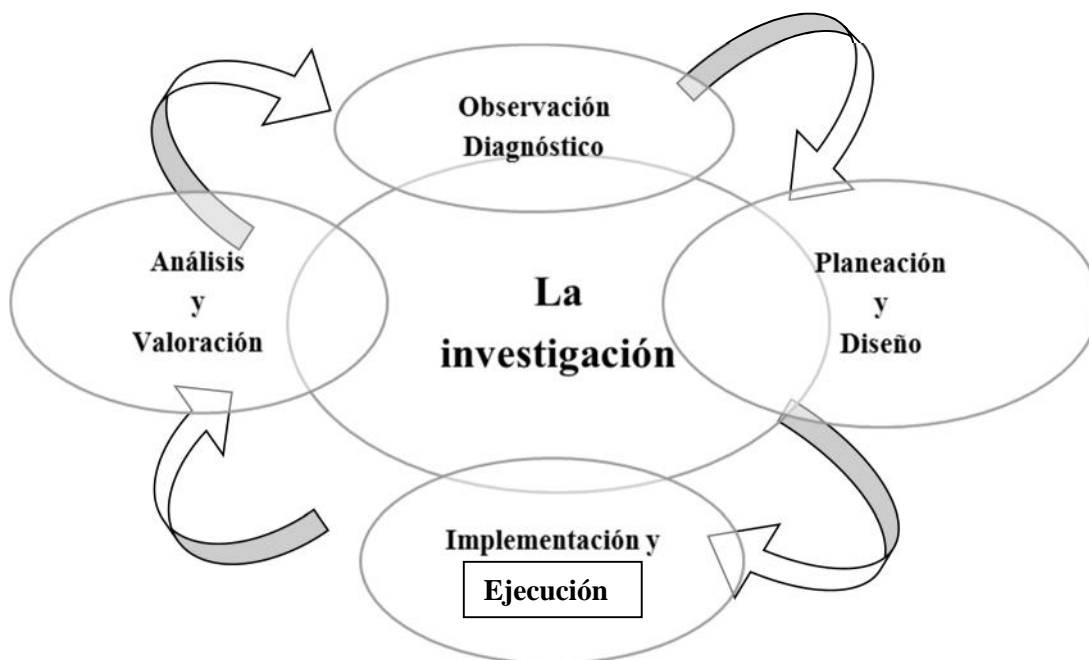 Observación
Diagnóstico
Planeación
y
Diseño
Implementación y
Ejecución
Análisis
y
Valoración
La
investigación